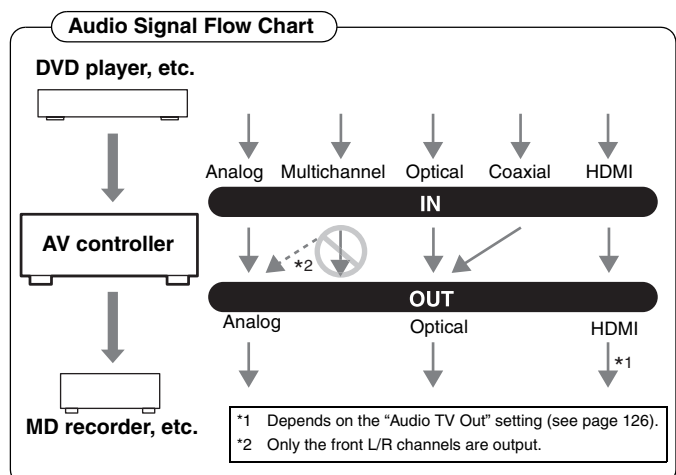 Audio Signal Flow Chart
DVD player, etc.
Analog Multichannel Optical Coaxial HDMI
IN
AV controller
*2
OUT
Analog Optical HDMI
*1
MD recorder, etc.
*1 Depends on the “Audio TV Out” setting (see page 126).
*2 Only the front L/R channels are output.